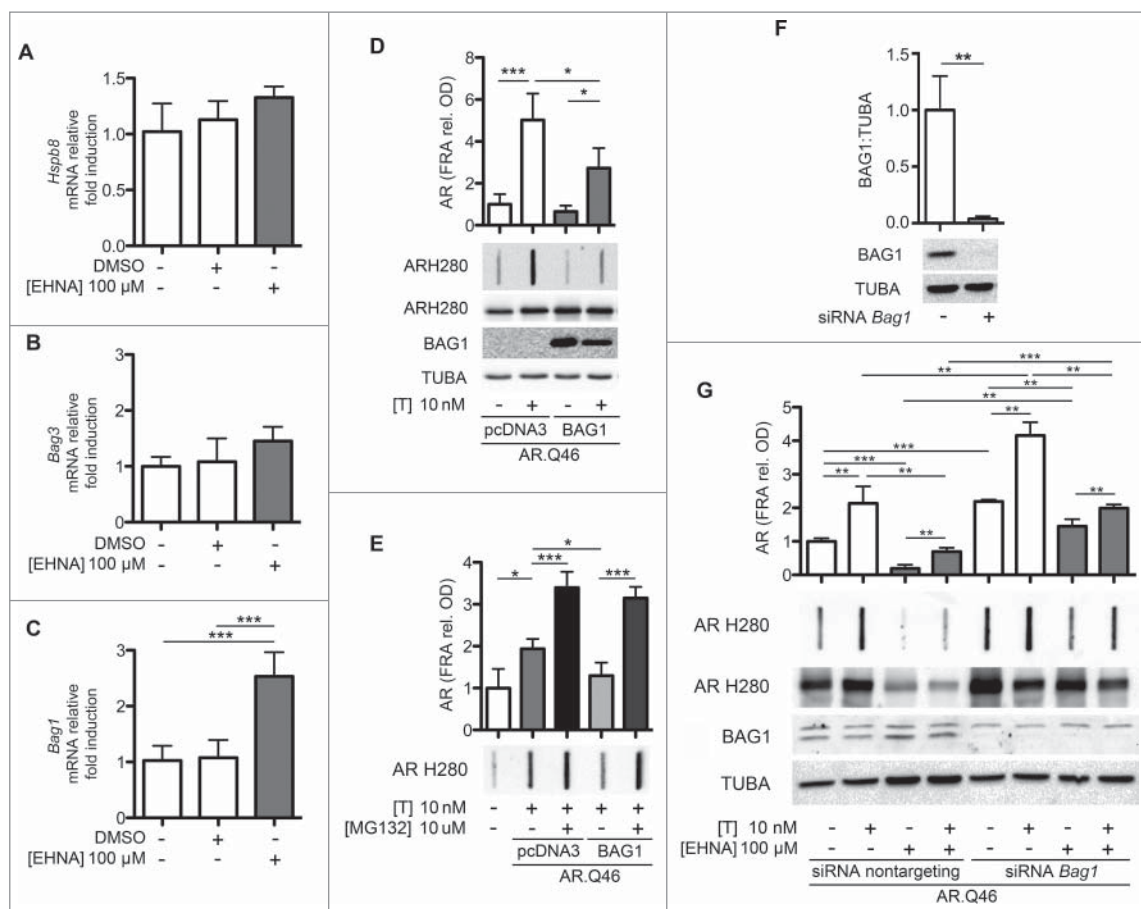 A
Hspb8
mRNA relative
fold induction
1.5
1.0
0.5
0.0
DMSO - + -
[EHNA] 100 µM - - +
B
Bag3
mRNA relative
fold induction
3
2
1
0
DMSO - + -
[EHNA] 100 µM - - +
C
Bag1
mRNA relative
fold induction
3
2
1
0
***
***
DMSO - + -
[EHNA] 100 µM - - +
D
AR (FRA rel. OD)
8
6
4
2
0
*** *
*
ARH280
ARH280
BAG1
TUBA
[T] 10 nM - + - +
pcDNA3 BAG1
AR.Q46
E
AR (FRA rel. OD)
4
3
2
1
0
*
* *** ***
AR H280
[T] 10 nM - + + + +
[MG132] 10 uM - - + - +
pcDNA3 BAG1
AR.Q46
F
BAG1:TUBA
1.5
1.0
0.5
0.0
**
BAG1
TUBA
siRNA Bag1 - +
G
AR (FRA rel. OD)
5
4
3
2
1
0
***
** **
**
** **
***
***
** ** **
**
AR H280
AR H280
BAG1
TUBA
[T] 10 nM - + - + - + - +
[EHNA] 100 µM - - + + - - + +
siRNA nontargeting siRNA Bag1
AR.Q46